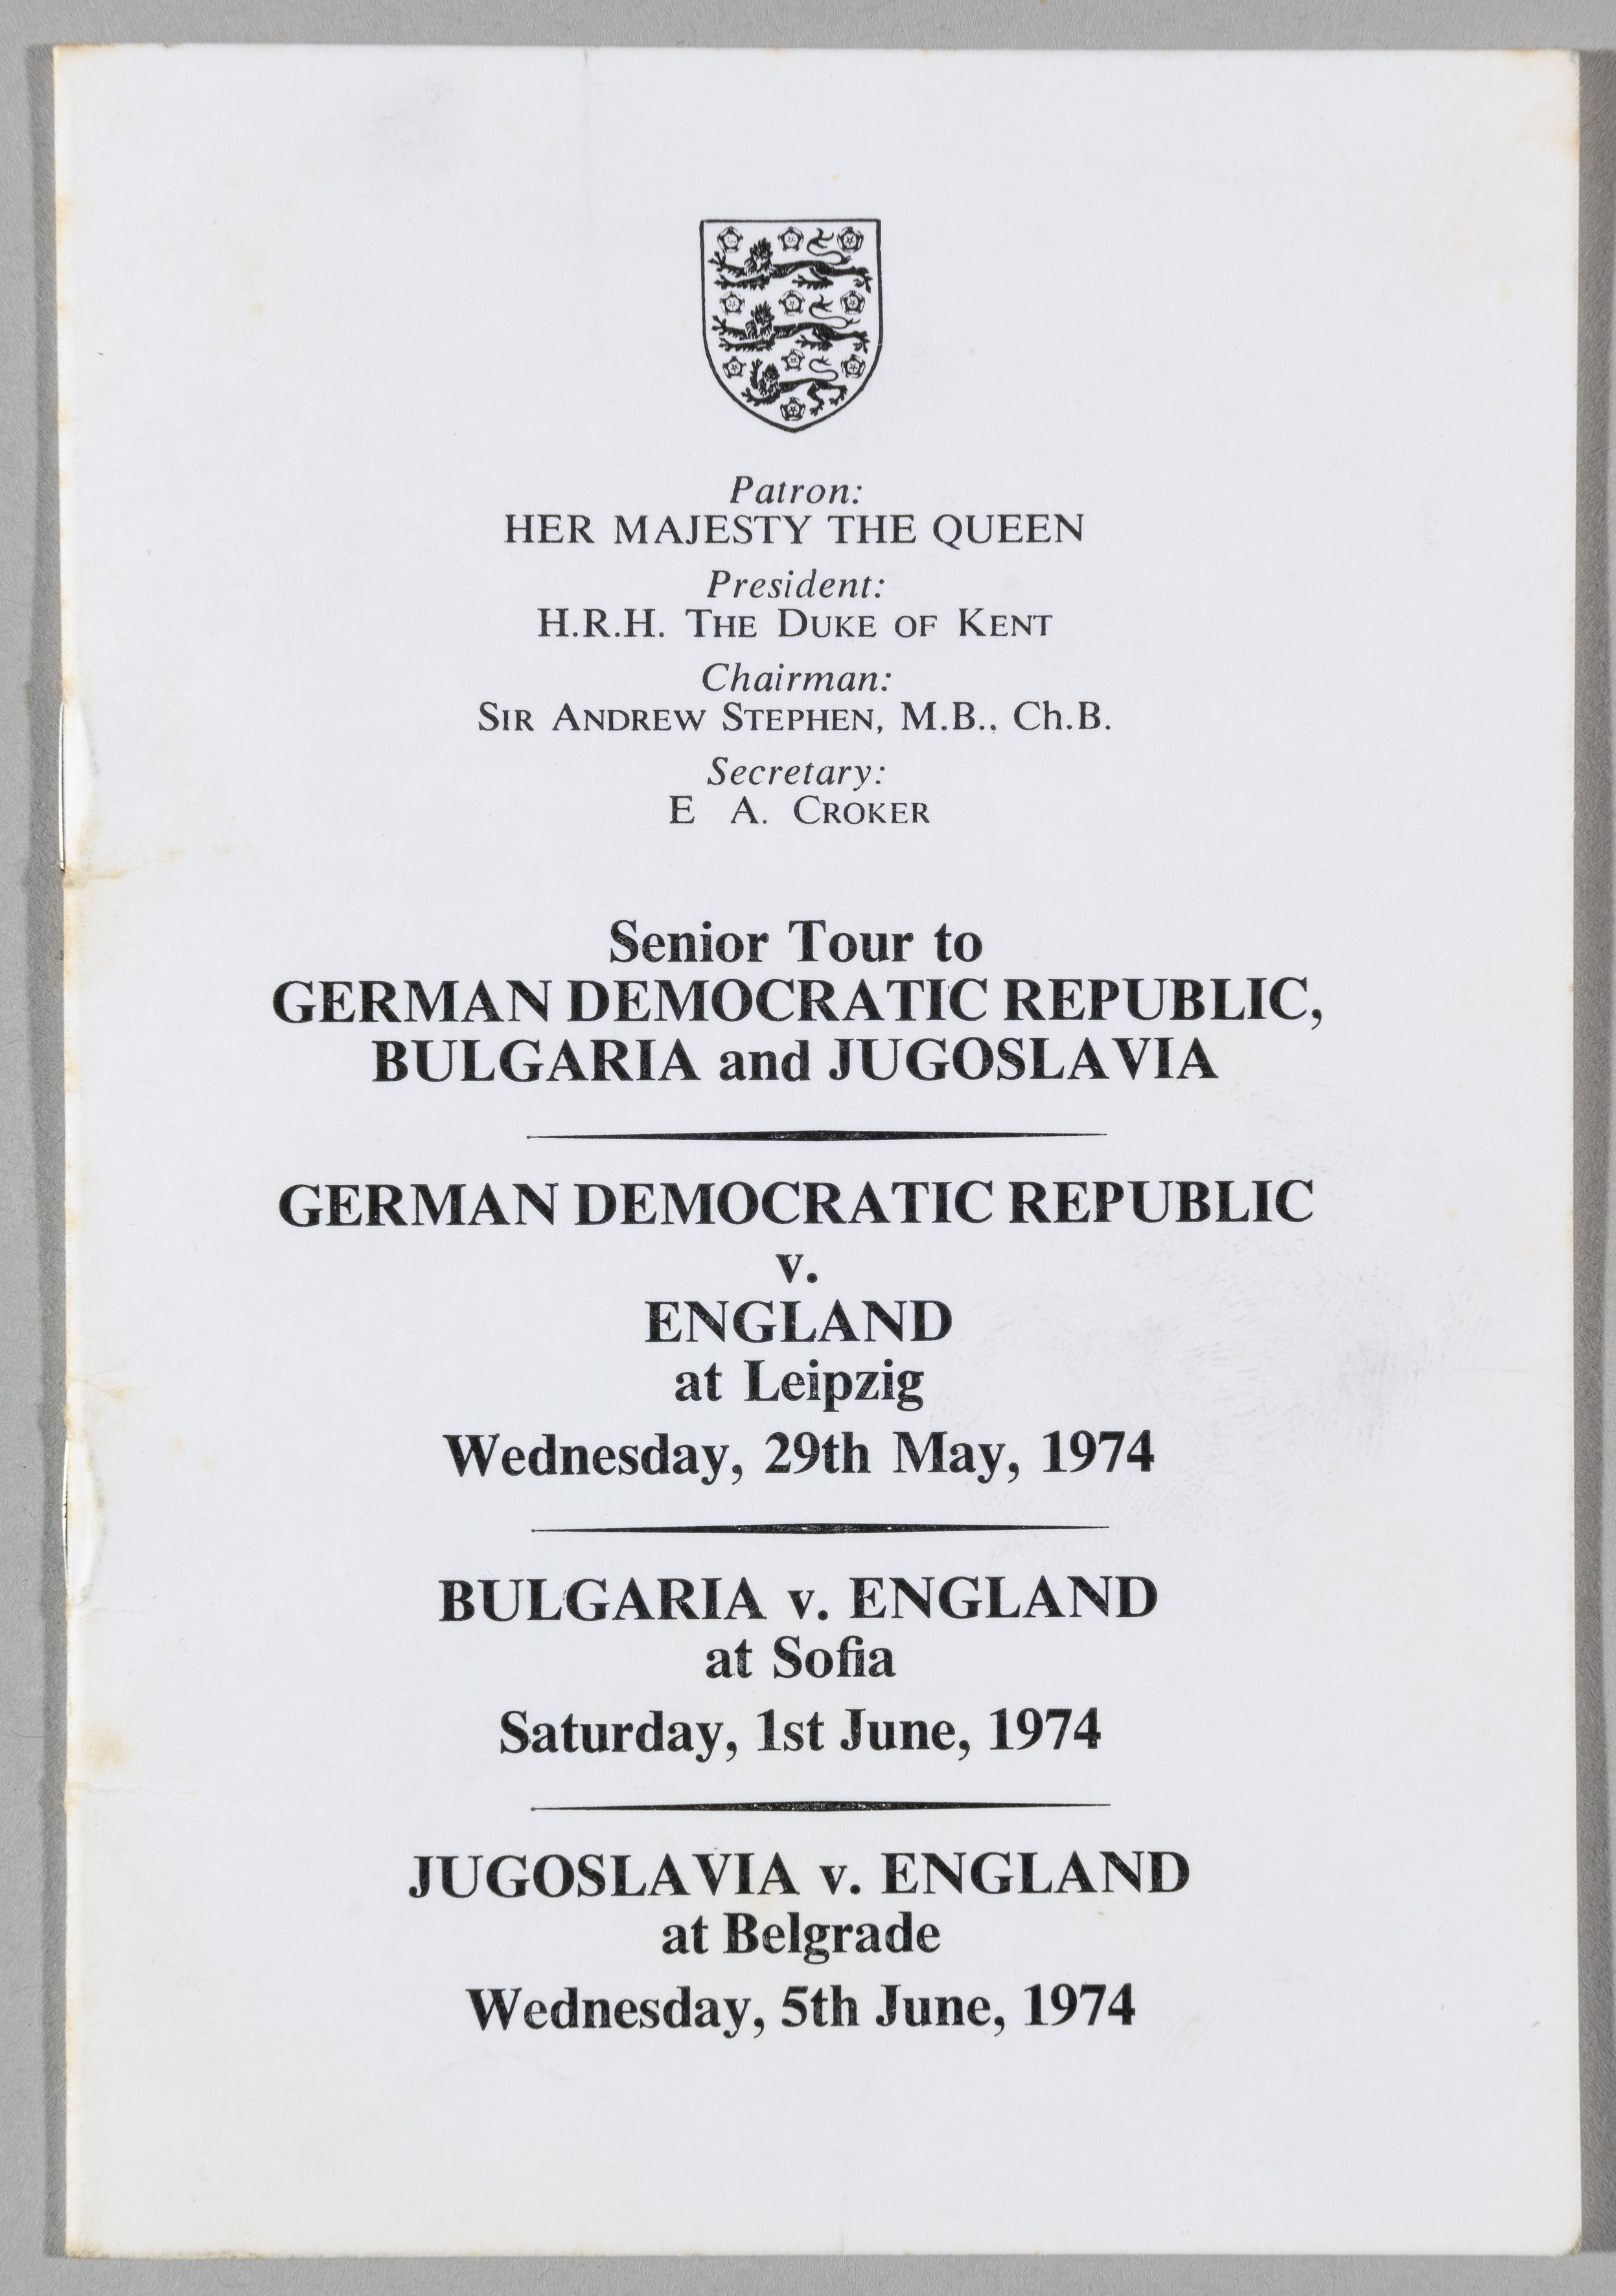 Patron:
HER MAJESTY THE QUEEN
President:
H.R.H. THE DUKE OF KENT
Chairman:
SIR ANDREW STEPHEN, M.B., Ch.B.
Secretary:
E A. CROKER
Senior Tour to
GERMAN DEMOCRATIC REPUBLIC,
BULGARIA and JUGOSLAVIA
GERMAN DEMOCRATIC REPUBLIC
v.
ENGLAND
at Leipzig
Wednesday, 29th May, 1974
BULGARIA v. ENGLAND
at Sofia
Saturday, 1st June, 1974
JUGOSLAVIA v. ENGLAND
at Belgrade
Wednesday, 5th June, 1974